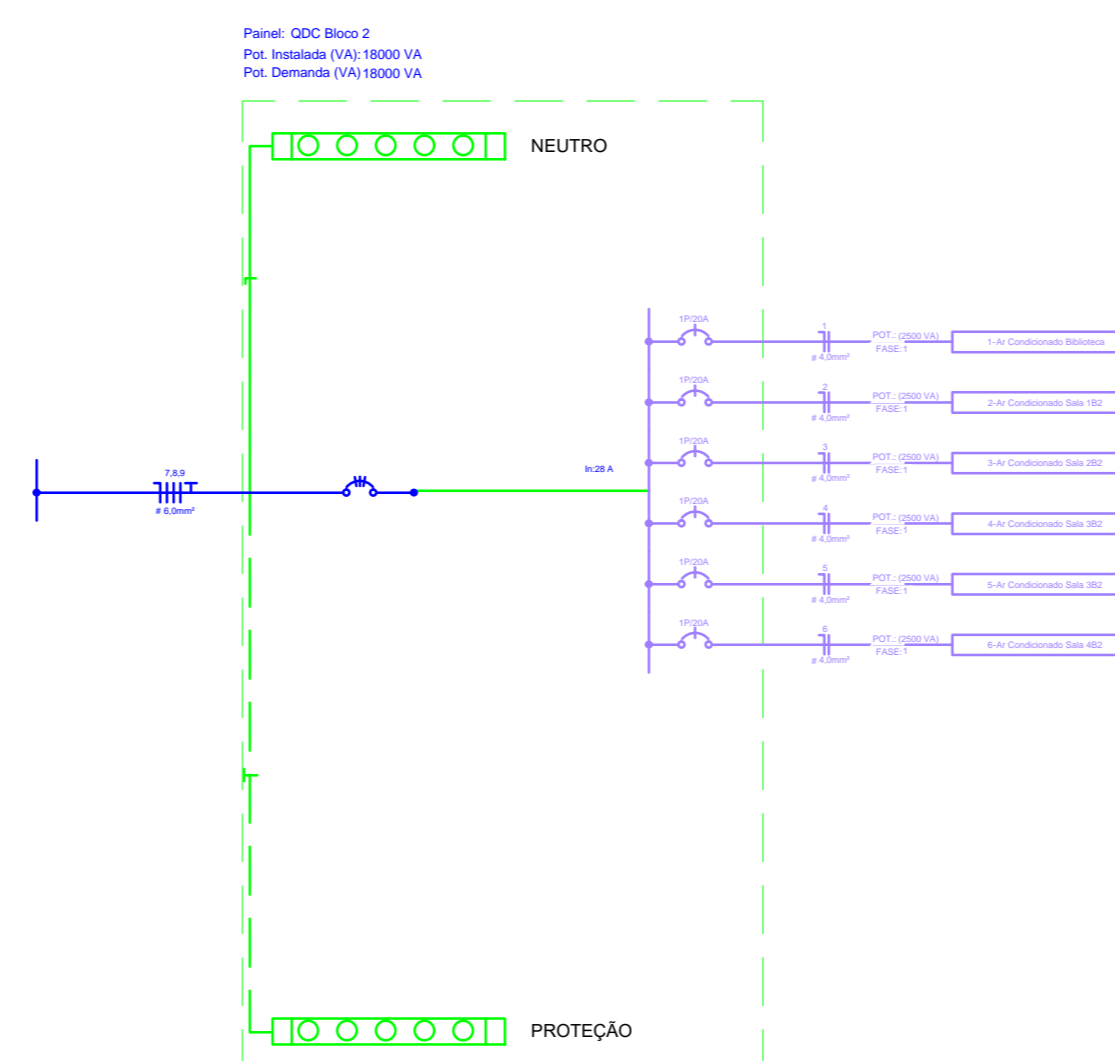 Painel: QDC Bloco 2
Pot. Instalada (VA): 18000 VA
Pot. Demanda (VA) 18000 VA
NEUTRO
1P/20A
1
# 4,0mm²
POT.: (2500 VA)
FASE:1
1-Ar Condicionado Biblioteca
1P/20A
2
# 4,0mm²
POT.: (2500 VA)
FASE:1
2-Ar Condicionado Sala 1B2
1P/20A
3
# 4,0mm²
POT.: (2500 VA)
FASE:1
3-Ar Condicionado Sala 2B2
7,8,9
# 6,0mm²
In:28 A
1P/20A
4
# 4,0mm²
POT.: (2500 VA)
FASE:1
4-Ar Condicionado Sala 3B2
1P/20A
5
# 4,0mm²
POT.: (2500 VA)
FASE:1
5-Ar Condicionado Sala 3B2
1P/20A
6
# 4,0mm²
POT.: (2500 VA)
FASE:1
6-Ar Condicionado Sala 4B2
PROTEÇÃO